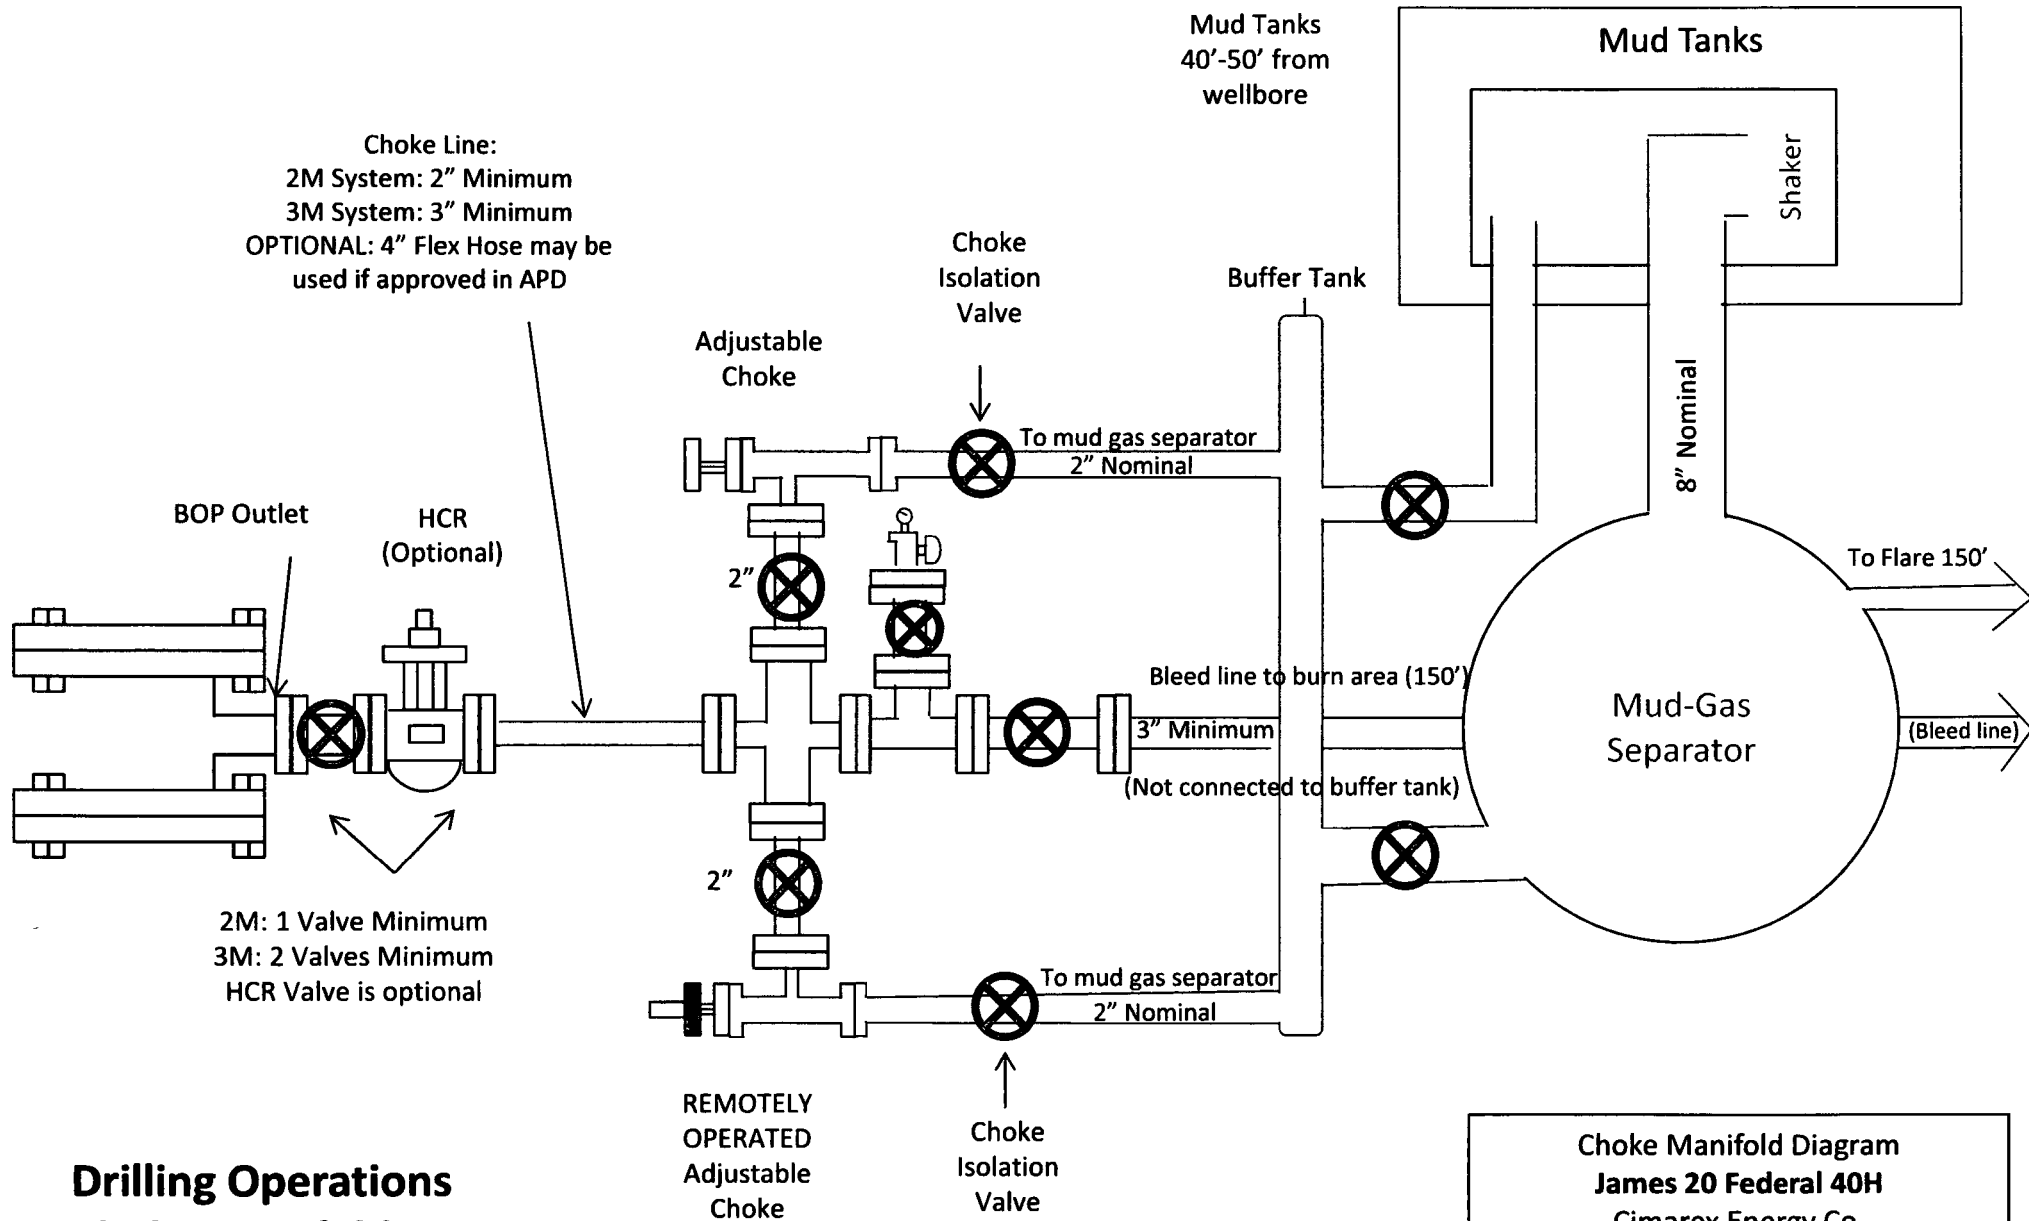 Mud Tanks
40'-50' from
wellbore
Mud Tanks
Shaker
Choke Line:
2M System: 2" Minimum
3M System: 3" Minimum
OPTIONAL: 4" Flex Hose may be
used if approved in APD
Choke
Isolation
Valve
Buffer Tank
Adjustable
Choke
8" Nominal
To mud gas separator
2" Nominal
BOP Outlet
HCR
(Optional)
2"
To Flare 150'
Bleed line to burn area (150')
3" Minimum
(Not connected to buffer tank)
Mud-Gas
Separator
(Bleed line)
2"
2M: 1 Valve Minimum
3M: 2 Valves Minimum
HCR Valve is optional
To mud gas separator
2" Nominal
REMOTELY
OPERATED
Adjustable
Choke
Choke
Isolation
Valve
Drilling Operations
Choke Manifold Diagram
James 20 Federal 40H
Cimarex Energy Co.